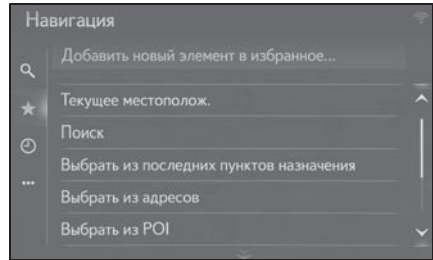 Навигация
Добавить новый элемент в избранное...
Текущее местополож.
Поиск
Выбрать из последних пунктов назначения
Выбрать из адресов
Выбрать из POI